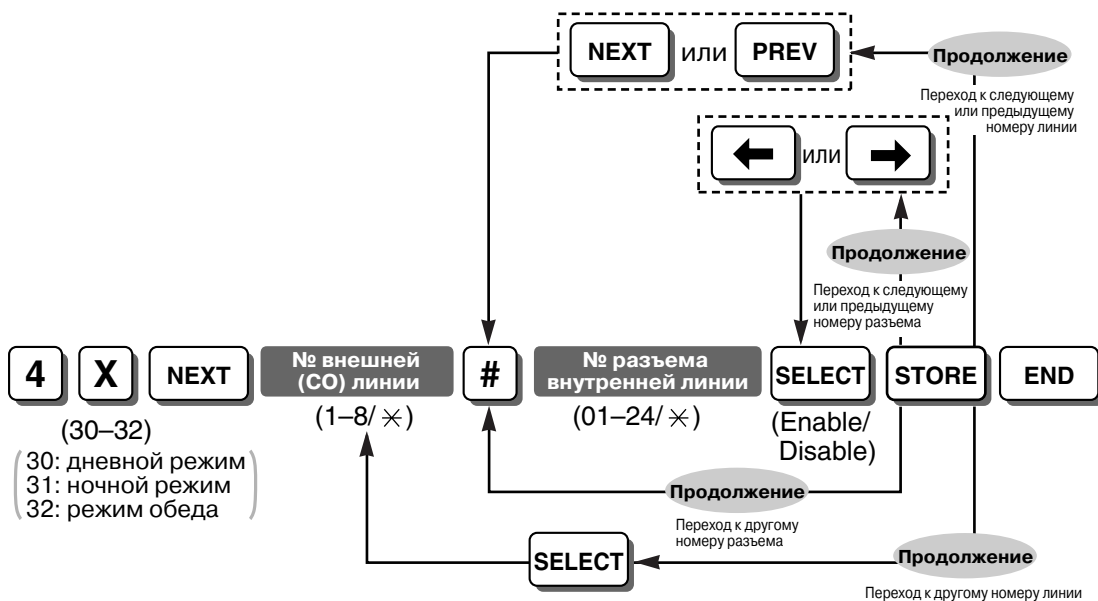 NEXT или PREV
Продолжение
Переход к следующему
или предыдущему
номеру линии
← или →
Продолжение
Переход к следующему
или предыдущему
номеру разъема
4 X NEXT
№ внешней
(CO) линии
#
№ разъема
внутренней линии
SELECT STORE END
(30–32)
(1–8/ ✳)
(01–24/ ✳)
(Enable/
Disable)
30: дневной режим
31: ночной режим
32: режим обеда
Продолжение
Переход к другому
номеру разъема
SELECT
Продолжение
Переход к другому номеру линии